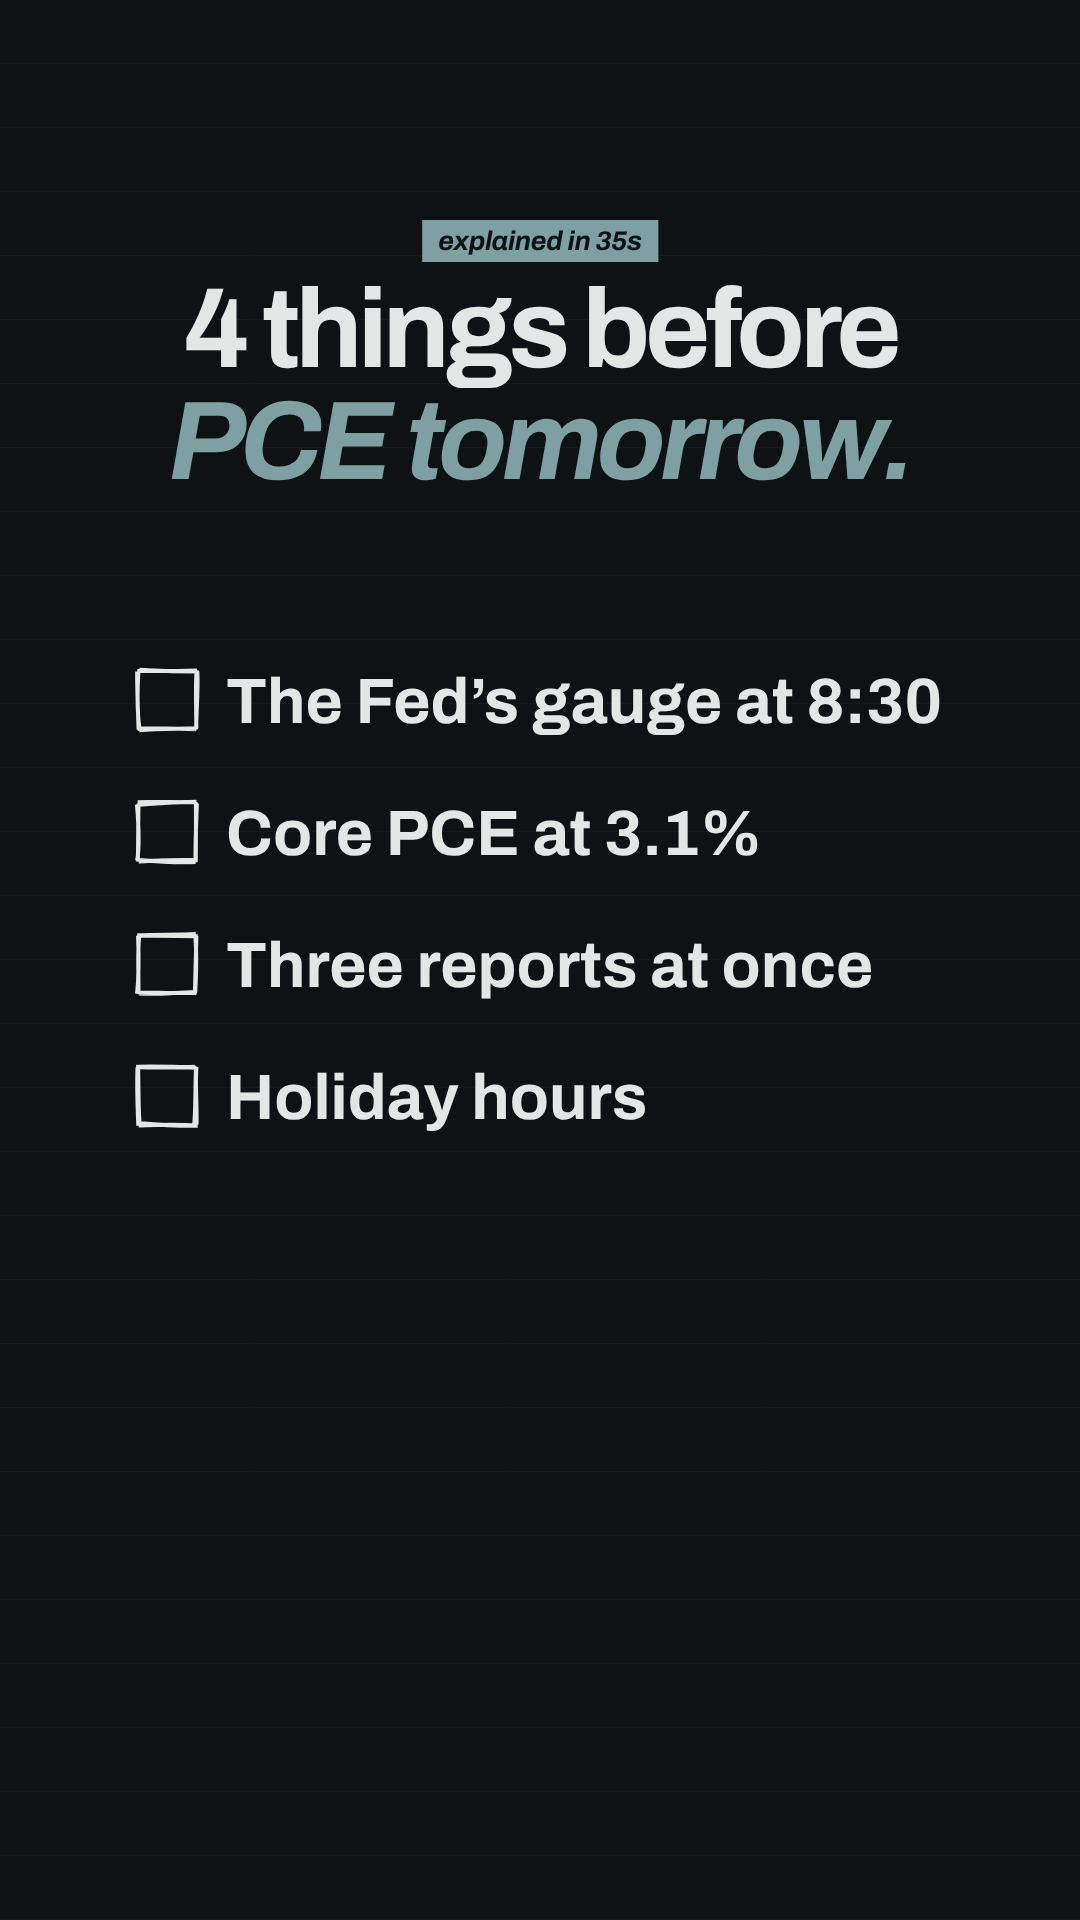 explained in 35s
4 things before
PCE tomorrow.
The Fed’s gauge at 8:30
Core PCE at 3.1%
Three reports at once
Holiday hours